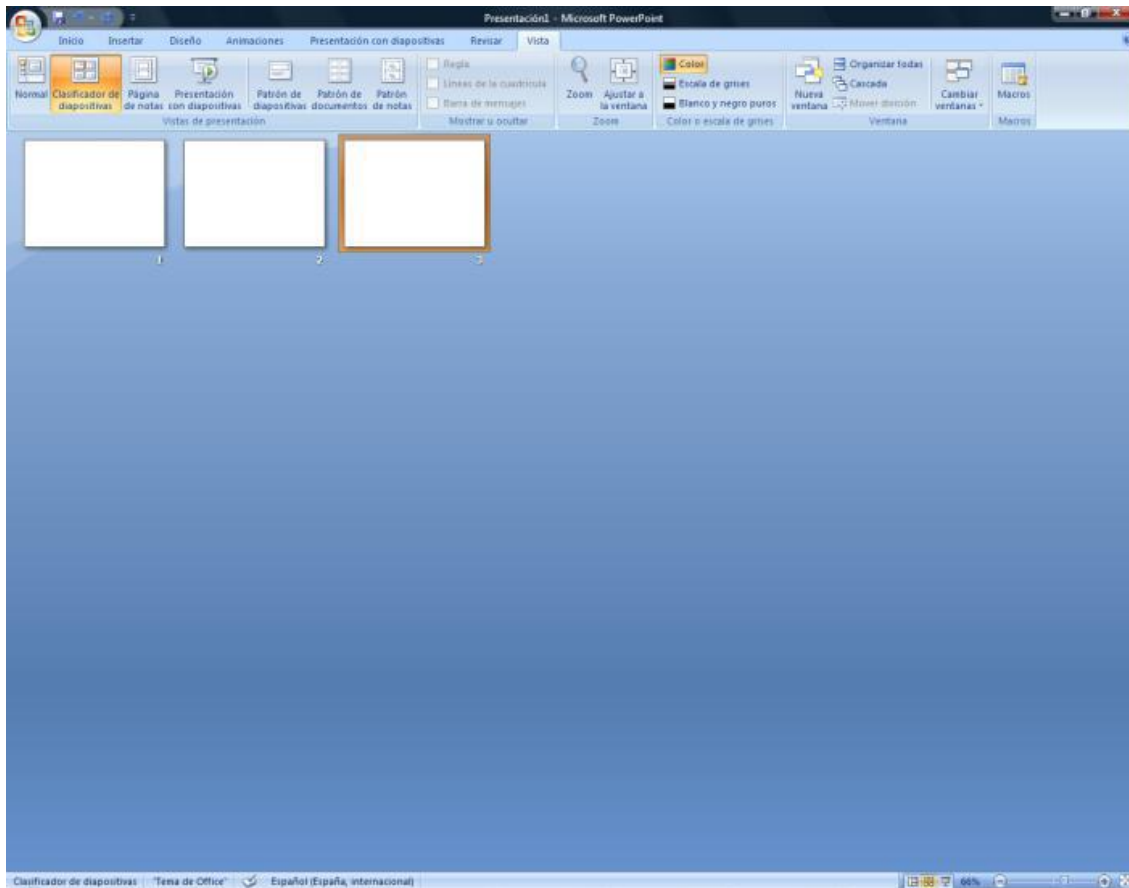 Presentación1 - Microsoft PowerPoint
Inicio Insertar Diseño Animaciones Presentación con diapositivas Revisar Vista
Normal Clasificador de diapositivas Página de notas Presentación con diapositivas Patrón de diapositivas Patrón de documentos Patrón de notas
Vistas de presentación
Regla
Líneas de la cuadrícula
Barra de mensajes
Mostrar u ocultar
Zoom Ajustar a la ventana
Zoom
Color
Escala de grises
Blanco y negro puros
Color o escala de grises
Nueva ventana
Organizar todas
Cascada
Mover división
Cambiar ventanas
Ventana
Macros
Macros
1 2 3
Clasificador de diapositivas "Tema de Office" Español (España, internacional) 66%